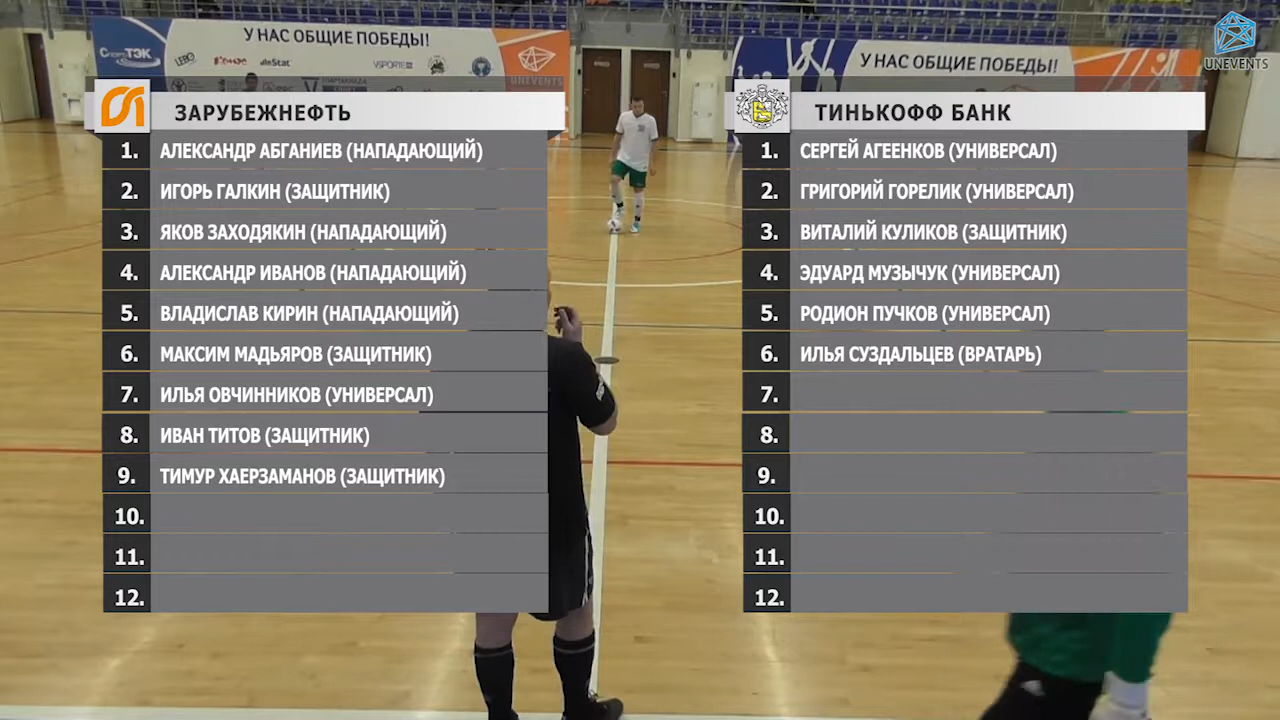 У НАС ОБЩИЕ ПОБЕДЫ!
У НАС ОБЩИЕ ПОБЕДЫ!
СпортТЭК
UNEVENTS
UNEVENTS
ЗАРУБЕЖНЕФТЬ
1. АЛЕКСАНДР АБГАНИЕВ (НАПАДАЮЩИЙ)
2. ИГОРЬ ГАЛКИН (ЗАЩИТНИК)
3. ЯКОВ ЗАХОДЯКИН (НАПАДАЮЩИЙ)
4. АЛЕКСАНДР ИВАНОВ (НАПАДАЮЩИЙ)
5. ВЛАДИСЛАВ КИРИН (НАПАДАЮЩИЙ)
6. МАКСИМ МАДЬЯРОВ (ЗАЩИТНИК)
7. ИЛЬЯ ОВЧИННИКОВ (УНИВЕРСАЛ)
8. ИВАН ТИТОВ (ЗАЩИТНИК)
9. ТИМУР ХАЕРЗАМАНОВ (ЗАЩИТНИК)
10.
11.
12.
ТИНЬКОФФ БАНК
1. СЕРГЕЙ АГЕЕНКОВ (УНИВЕРСАЛ)
2. ГРИГОРИЙ ГОРЕЛИК (УНИВЕРСАЛ)
3. ВИТАЛИЙ КУЛИКОВ (ЗАЩИТНИК)
4. ЭДУАРД МУЗЫЧУК (УНИВЕРСАЛ)
5. РОДИОН ПУЧКОВ (УНИВЕРСАЛ)
6. ИЛЬЯ СУЗДАЛЬЦЕВ (ВРАТАРЬ)
7.
8.
9.
10.
11.
12.